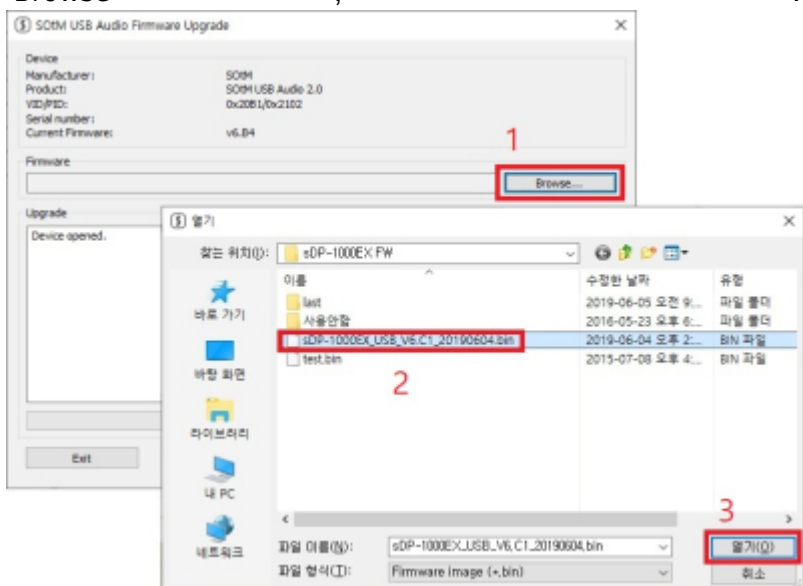 Browse
SOtM USB Audio Firmware Upgrade
Device
Manufacturer: SOtM
Product: SOtM USB Audio 2.0
VID/PID: 0x20B1/0x2102
Serial number:
Current Firmware: v6.B4
1
Firmware
Browse...
Upgrade
Device opened.
열기
찾는 위치(I): sDP-1000EX FW
이름 수정한 날짜 유형
last 2019-06-05 오전 9:... 파일 폴더
사용안함 2016-05-23 오후 6:... 파일 폴더
sDP-1000EX_USB_V6.C1_20190604.bin 2019-06-04 오후 2:... BIN 파일
test.bin 2015-07-08 오후 4:... BIN 파일
2
바로 가기
바탕 화면
라이브러리
내 PC
네트워크
Exit
3
파일 이름(N): sDP-1000EX_USB_V6.C1_20190604.bin 열기(O)
파일 형식(T): Firmware image (*.bin) 취소